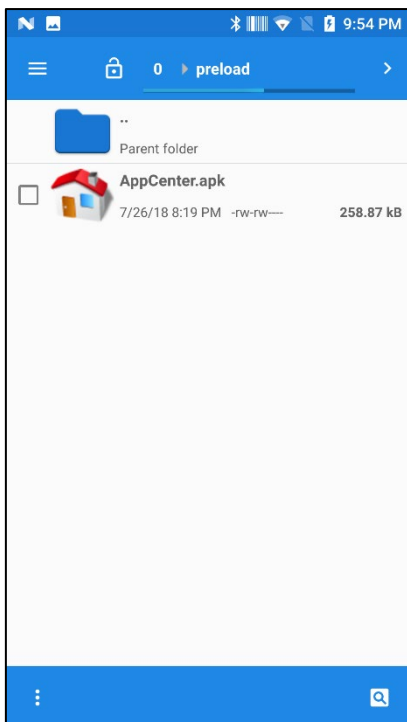 9:54 PM
0 preload
..
Parent folder
AppCenter.apk
7/26/18 8:19 PM -rw-rw---- 258.87 kB